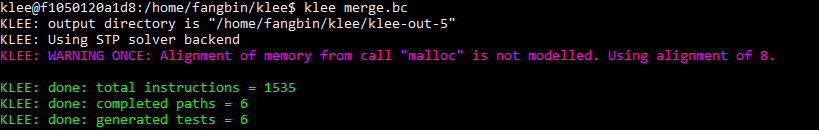 klee@f1050120a1d8:/home/fangbin/klee$ klee merge.bc
KLEE: output directory is "/home/fangbin/klee/klee-out-5"
KLEE: Using STP solver backend
KLEE: WARNING ONCE: Alignment of memory from call "malloc" is not modelled. Using alignment of 8.
KLEE: done: total instructions = 1535
KLEE: done: completed paths = 6
KLEE: done: generated tests = 6